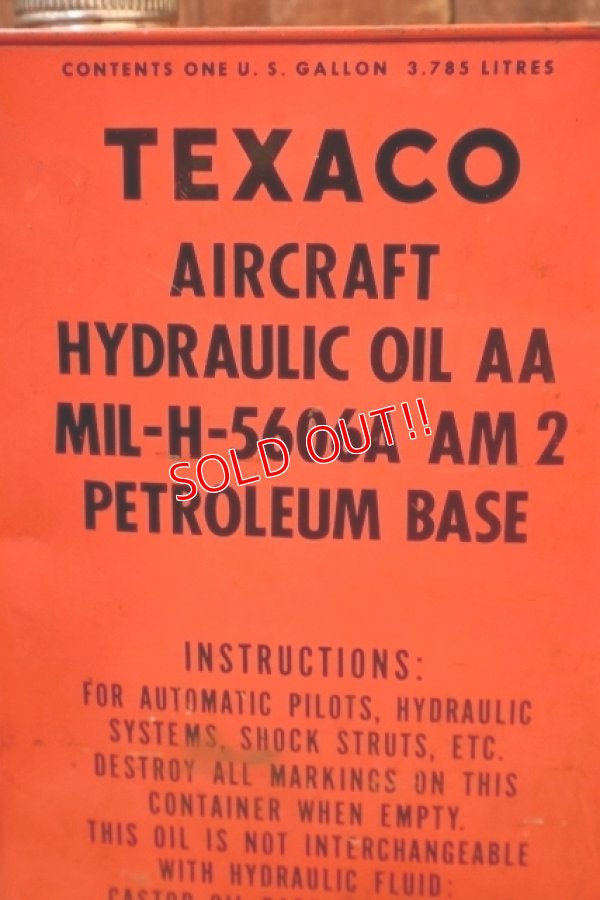 CONTENTS ONE U.S. GALLON 3.785 LITRES
TEXACO
AIRCRAFT
HYDRAULIC OIL AA
MIL-H-5606A AM 2
SOLD OUT!!
PETROLEUM BASE
INSTRUCTIONS:
FOR AUTOMATIC PILOTS, HYDRAULIC
SYSTEMS, SHOCK STRUTS, ETC.
DESTROY ALL MARKINGS ON THIS
CONTAINER WHEN EMPTY.
THIS OIL IS NOT INTERCHANGEABLE
WITH HYDRAULIC FLUID:
CASTOR OIL